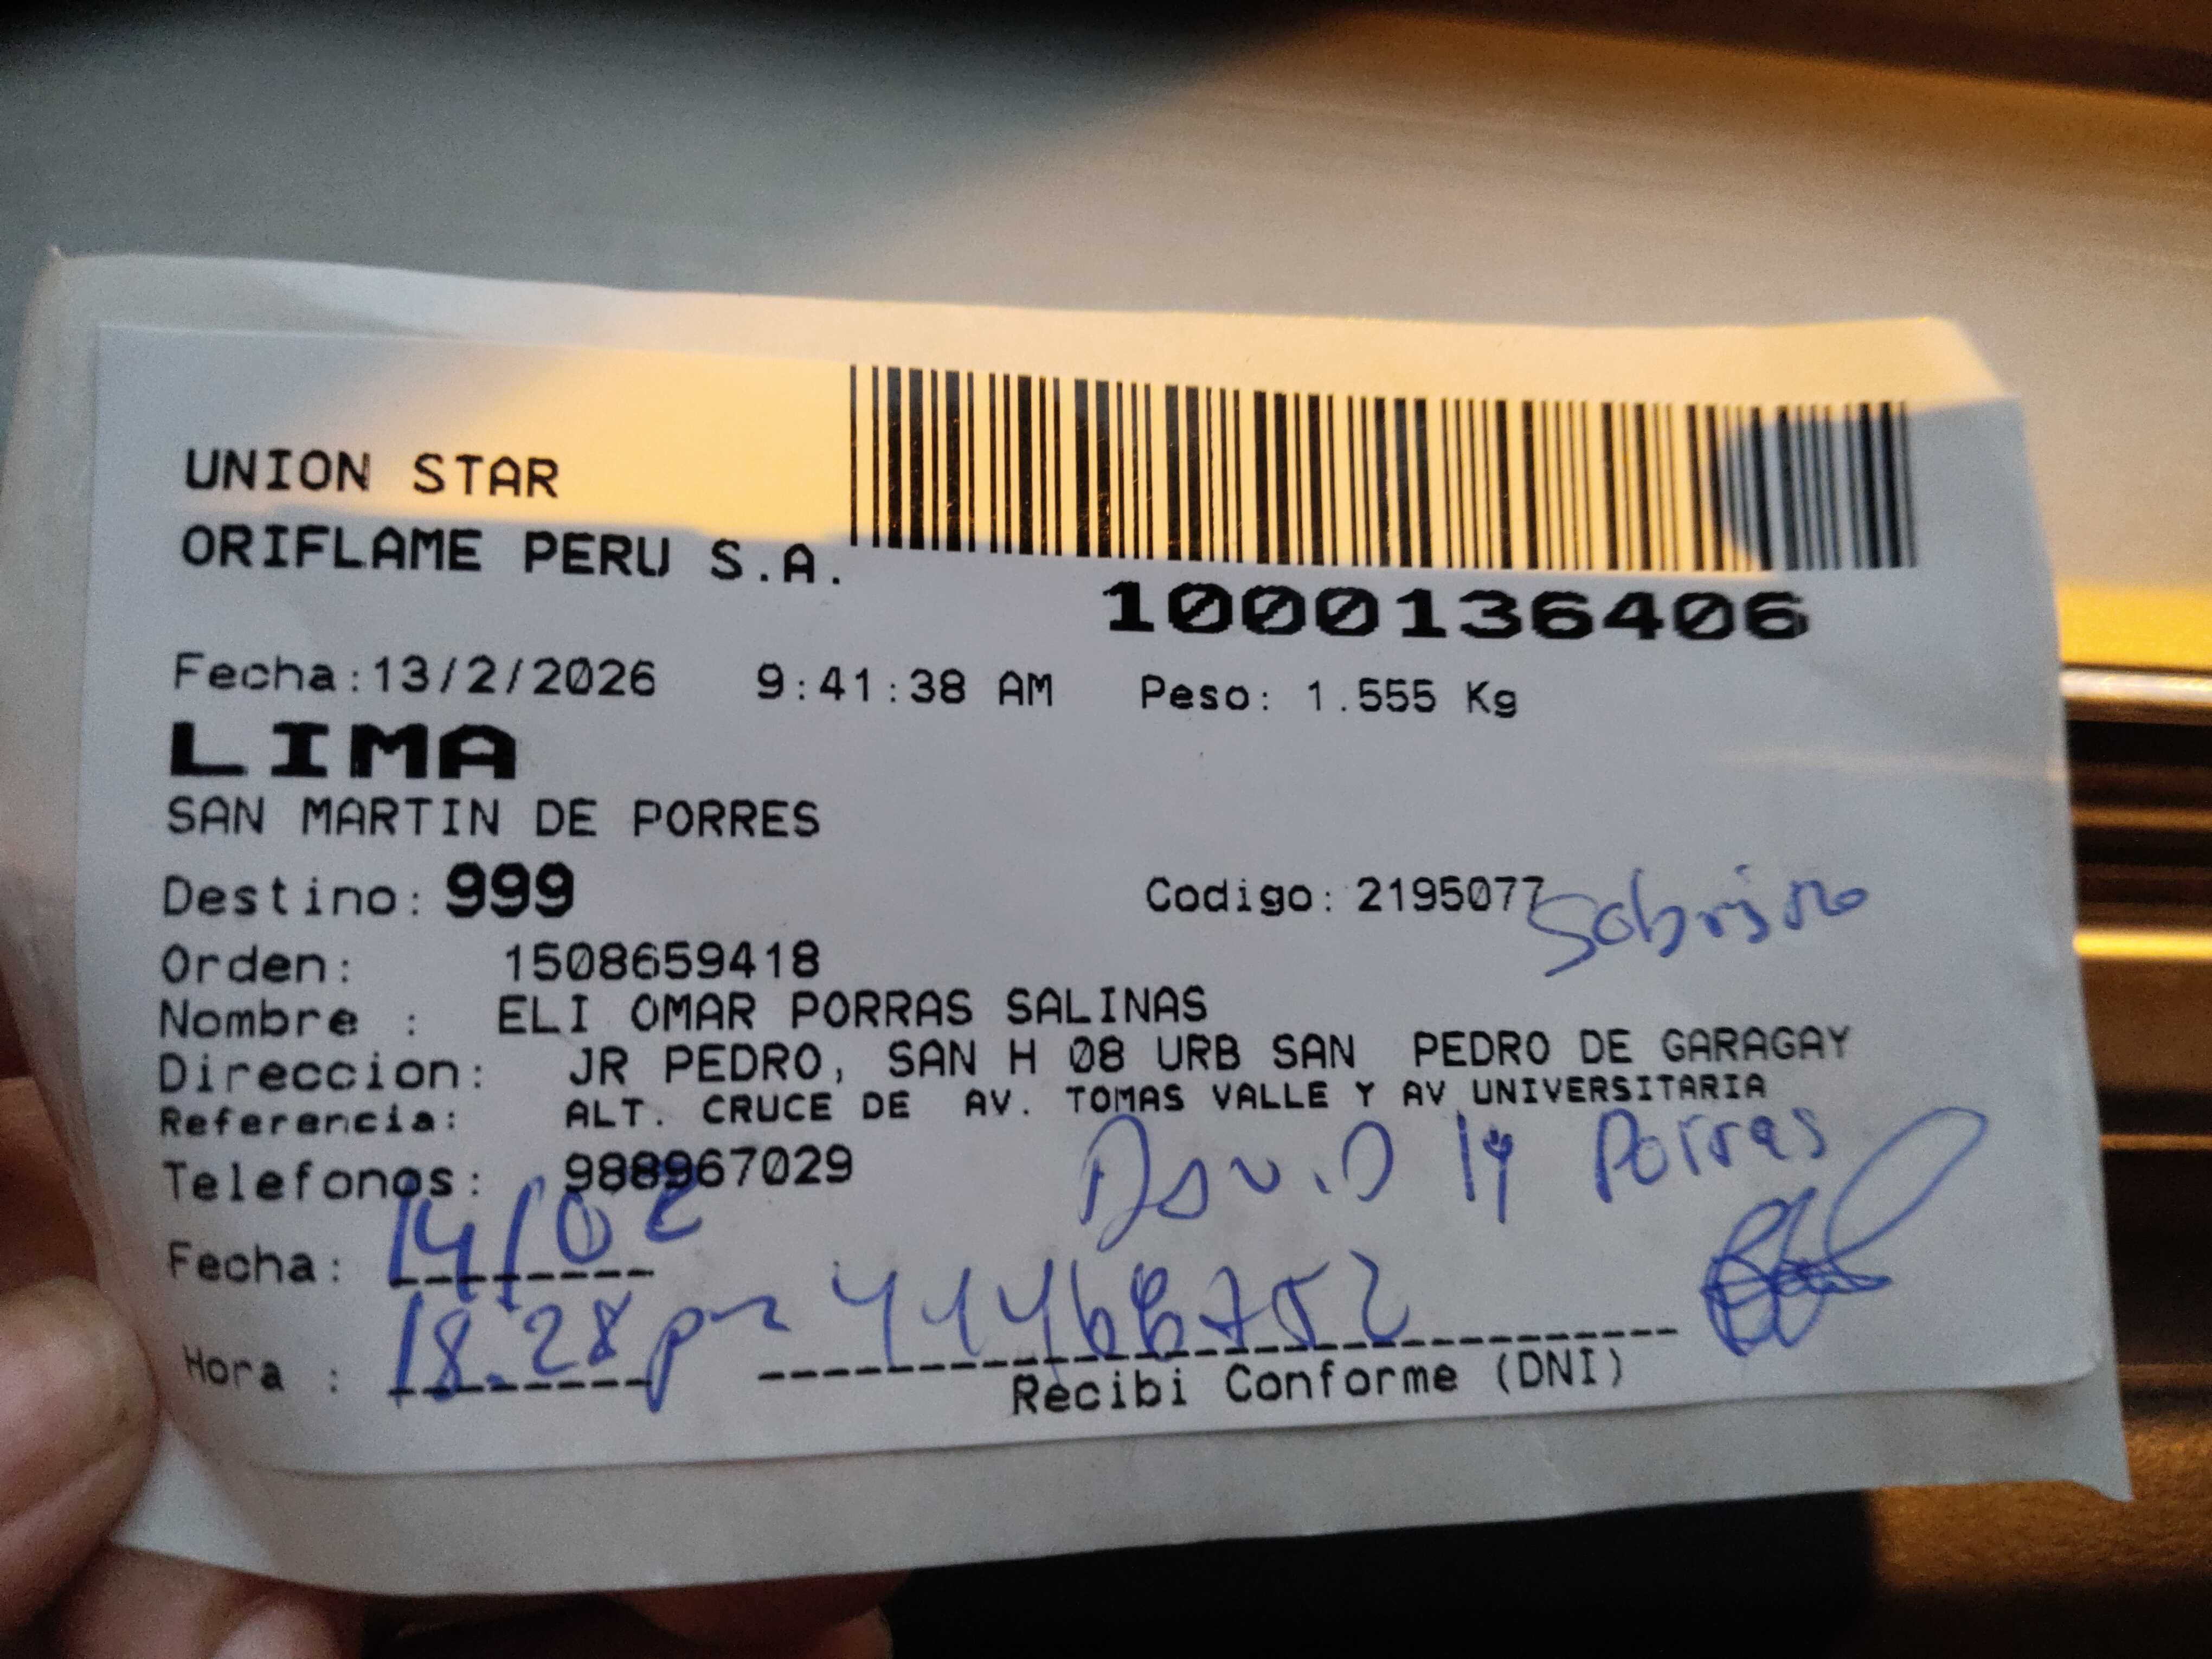 UNION STAR
ORIFLAME PERU S.A.
1000136406
Fecha:13/2/2026 9:41:38 AM Peso: 1.555 Kg
LIMA
SAN MARTIN DE PORRES
Destino: 999 Codigo: 2195077 Sobrino
Orden: 1508659418
Nombre : ELI OMAR PORRAS SALINAS
Direccion: JR PEDRO, SAN H 08 URB SAN PEDRO DE GARAGAY
Referencia: ALT. CRUCE DE AV. TOMAS VALLE Y AV UNIVERSITARIA
Telefonos: 988967029
Porras
Fecha: 14/02
Hora : 18:28 pm
Recibi Conforme (DNI)